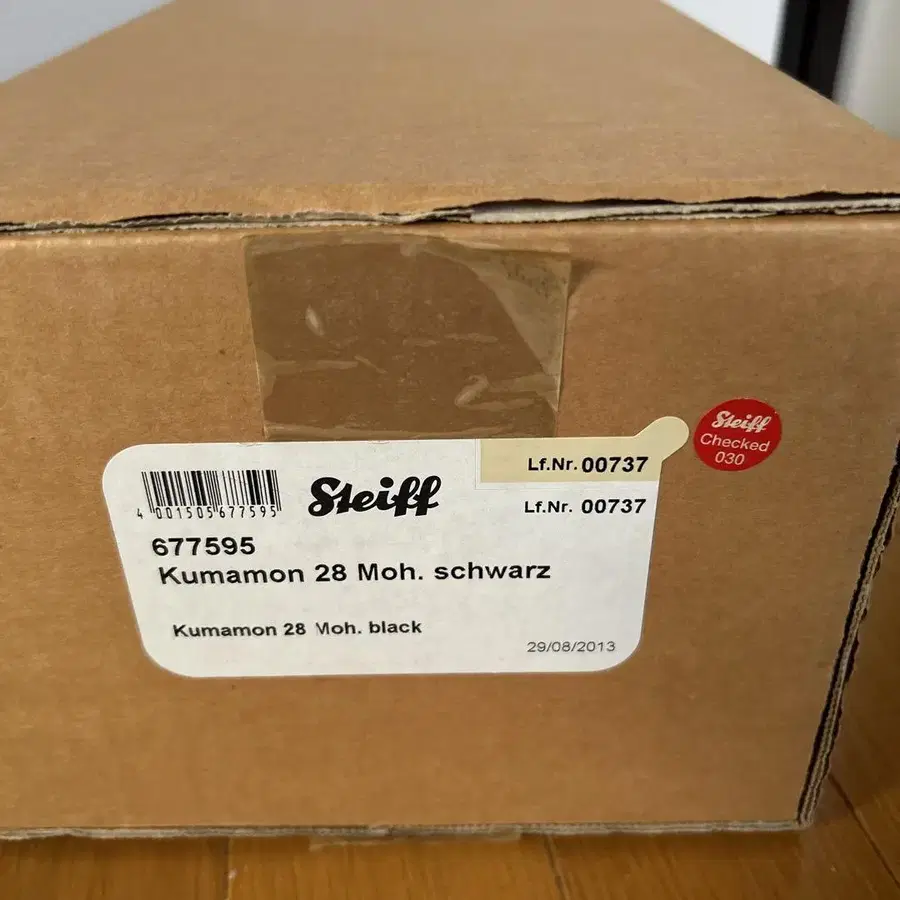 Steiff
Checked
030
Lf.Nr. 00737
Steiff
Lf.Nr. 00737
4 001505 677595
677595
Kumamon 28 Moh. schwarz
Kumamon 28 Moh. black
29/08/2013